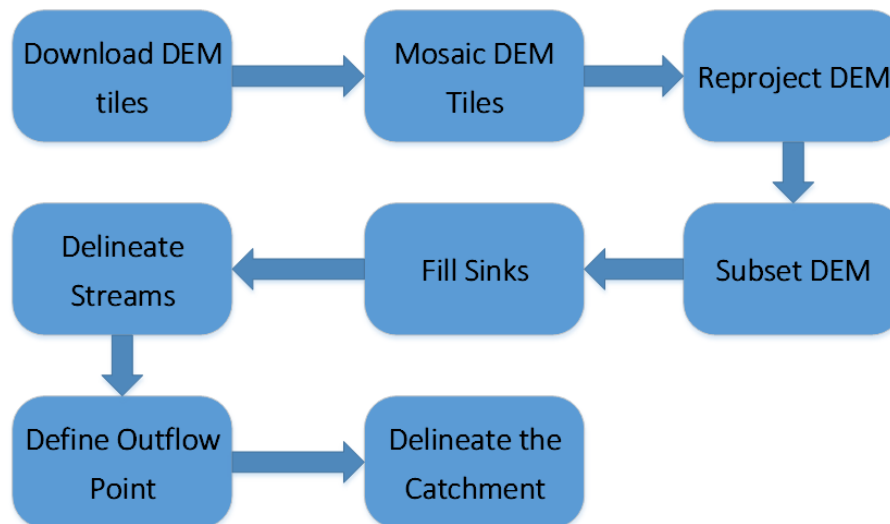 Download DEM
tiles
Mosaic DEM
Tiles
Reproject DEM
Subset DEM
Fill Sinks
Delineate
Streams
Define Outflow
Point
Delineate the
Catchment